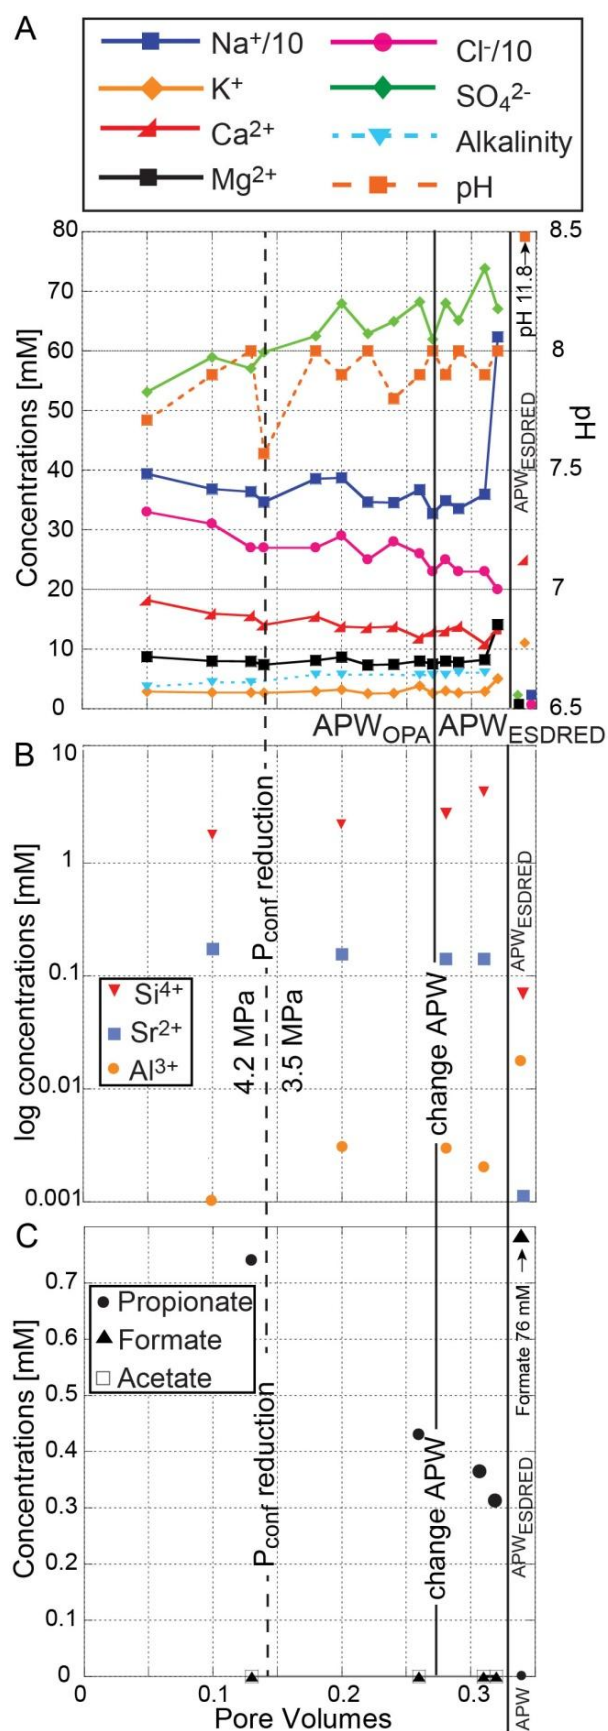 A
Na⁺/10
Cl⁻/10
K⁺
SO₄²⁻
Ca²⁺
Alkalinity
Mg²⁺
pH
80
70
60
50
40
30
20
10
0
Concentrations [mM]
8.5
8
7.5
7
6.5
pH
pH 11.8→
APW_ESDRED
APW_OPA
APW_ESDRED
B
10
1
0.1
0.01
0.001
log concentrations [mM]
Si⁴⁺
Sr²⁺
Al³⁺
P_conf reduction
4.2 MPa
3.5 MPa
change APW
APW_ESDRED
C
0.7
0.6
0.5
0.4
0.3
0.2
0.1
0
Concentrations [mM]
Propionate
Formate
Acetate
P_conf reduction
change APW
Formate 76 mM →
APW_ESDRED
0
0.1
0.2
0.3
APW
Pore Volumes